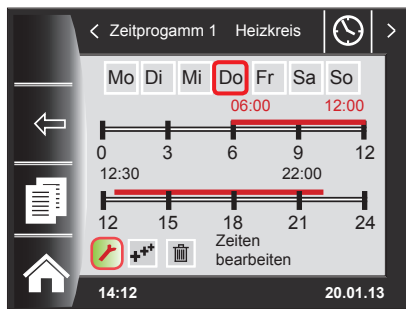 Zeitprogamm 1 Heizkreis
Mo Di Mi Do Fr Sa So
06:00 12:00
0 3 6 9 12
12:30 22:00
12 15 18 21 24
Zeiten
bearbeiten
14:12 20.01.13